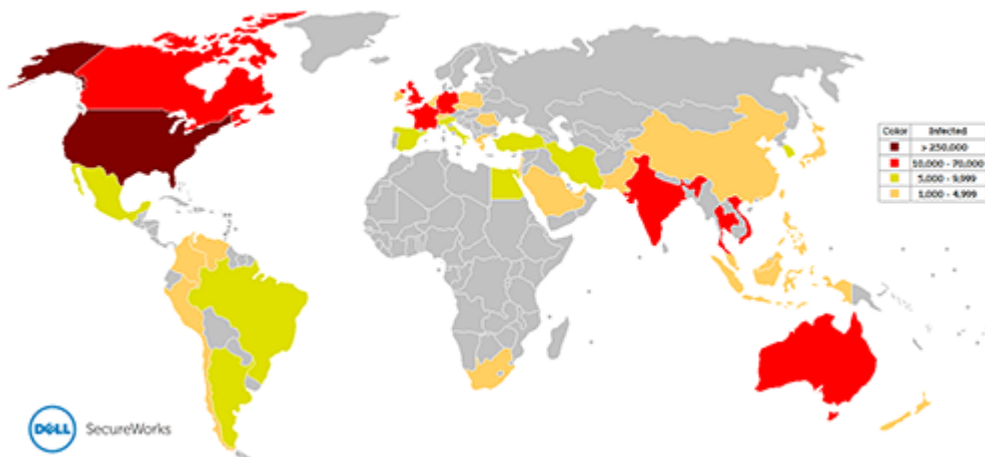 Color Infected
> 250,000
10,000 - 70,000
5,000 - 9,999
1,000 - 4,999
DELL SecureWorks